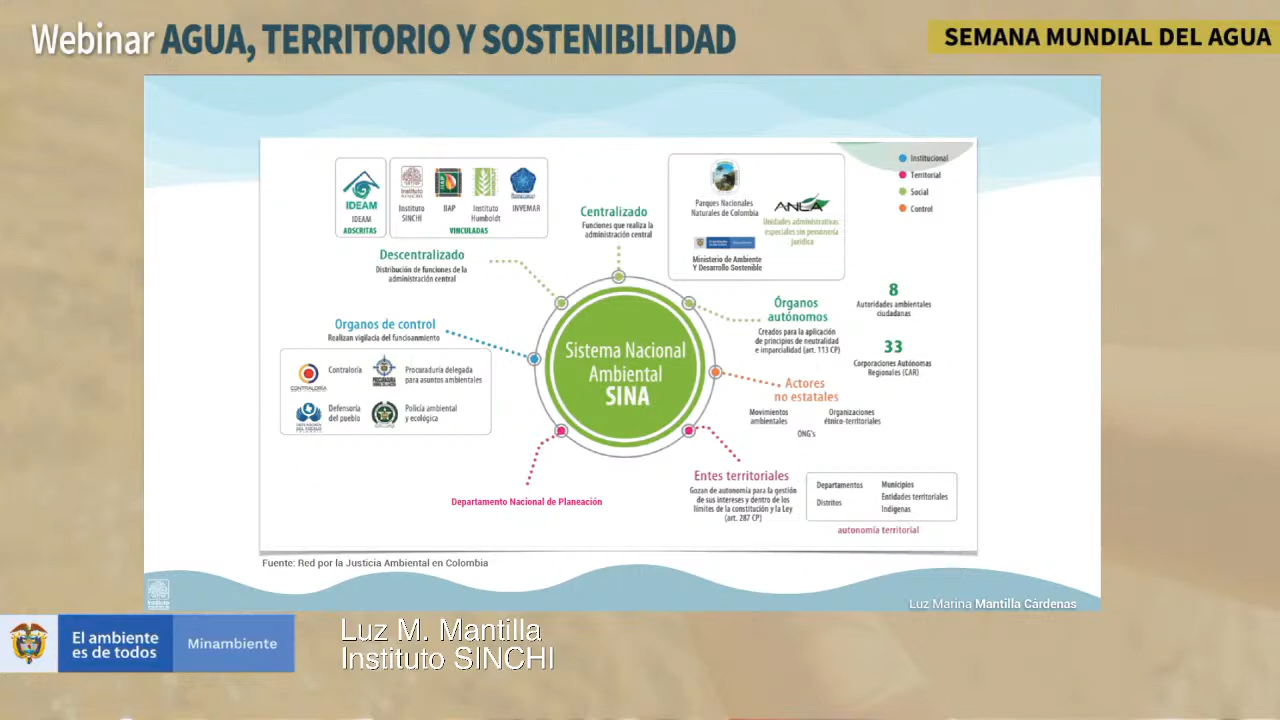 Webinar AGUA, TERRITORIO Y SOSTENIBILIDAD
SEMANA MUNDIAL DEL AGUA
IDEAM
IDEAM
ADSCRITAS
Instituto
SINCHI
IIAP
Instituto
Humboldt
INVEMAR
VINCULADAS
Centralizado
Funciones que realiza la
administración central
Parques Nacionales
Naturales de Colombia
ANLA
Unidades administrativas
especiales sin personería
jurídica
Ministerio de Ambiente
Y Desarrollo Sostenible
Institucional
Territorial
Social
Control
Descentralizado
Distribución de funciones de la
administración central
Organos de control
Realizan vigilacia del funcioanmiento
CONTRALORÍA
Contraloría
Procuraduría delegada
para asuntos ambientales
Defensoría
del pueblo
Policía ambiental
y ecológica
Sistema Nacional
Ambiental
SINA
Órganos
autónomos
Creados para la aplicación
de principios de neutralidad
e imparcialidad (art. 113 CP)
8
Autoridades ambientales
ciudadanas
33
Corporaciones Autónomas
Regionales (CAR)
Actores
no estatales
Movimientos
ambientales
Organizaciones
étnico-territoriales
ONG's
Departamento Nacional de Planeación
Entes territoriales
Gozan de autonomía para la gestión
de sus intereses y dentro de los
límites de la constitución y la Ley
(art. 287 CP)
Departamentos
Distritos
Municipios
Entidades territoriales
Indígenas
autonomía territorial
Fuente: Red por la Justicia Ambiental en Colombia
Luz Marina Mantilla Cárdenas
El ambiente
es de todos
Minambiente
Luz M. Mantilla
Instituto SINCHI